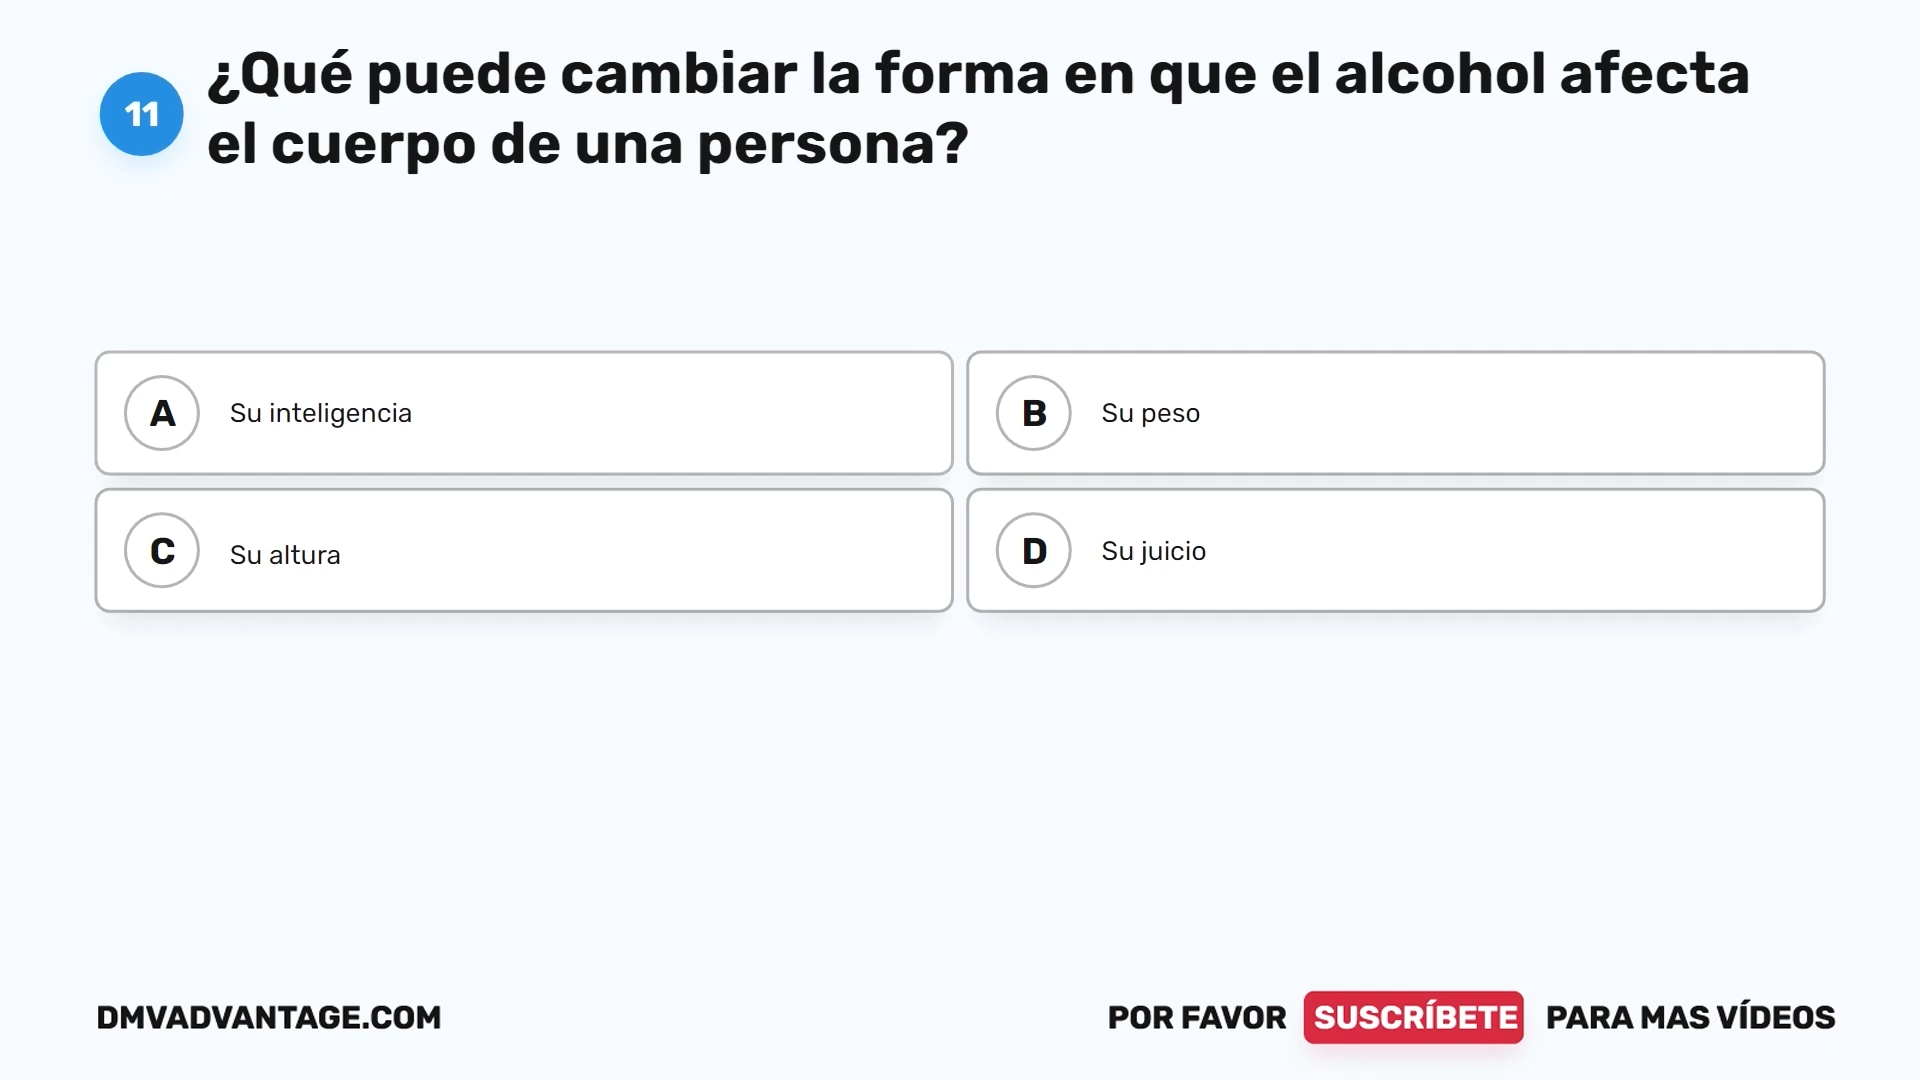 11
¿Qué puede cambiar la forma en que el alcohol afecta
el cuerpo de una persona?
A Su inteligencia
B Su peso
C Su altura
D Su juicio
DMVADVANTAGE.COM
POR FAVOR SUSCRÍBETE PARA MAS VÍDEOS